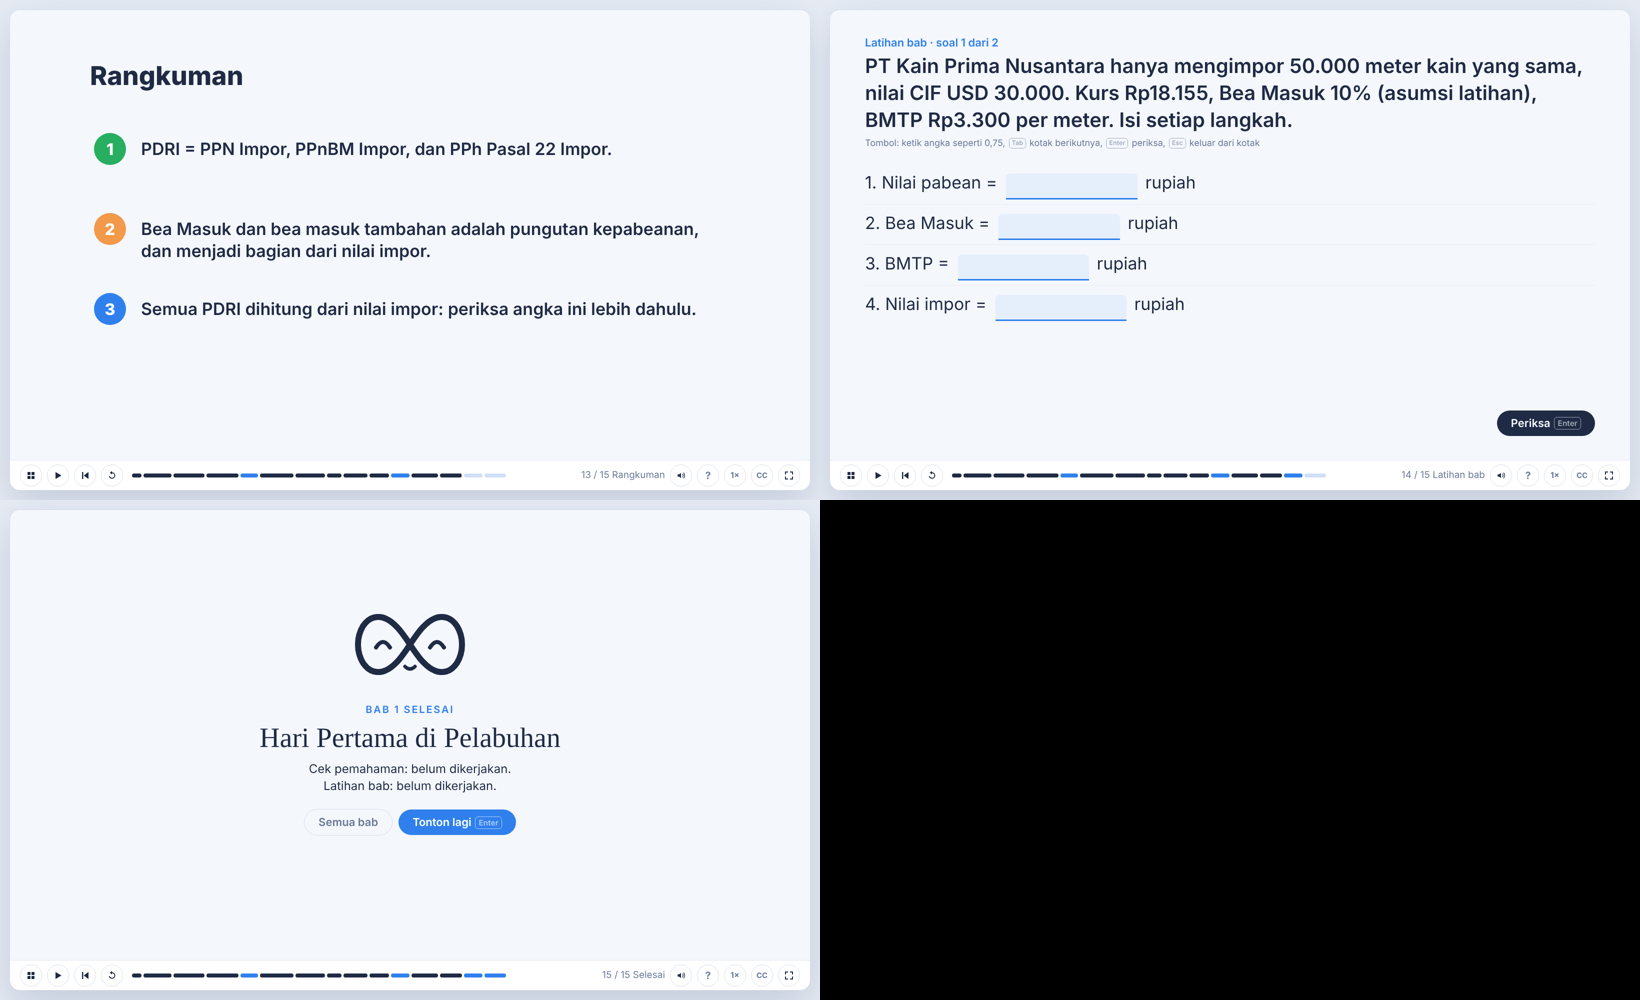 Rangkuman
1 PDRI = PPN Impor, PPnBM Impor, dan PPh Pasal 22 Impor.
2 Bea Masuk dan bea masuk tambahan adalah pungutan kepabeanan,
dan menjadi bagian dari nilai impor.
3 Semua PDRI dihitung dari nilai impor: periksa angka ini lebih dahulu.
13 / 15 Rangkuman
?
1×
CC
Latihan bab · soal 1 dari 2
PT Kain Prima Nusantara hanya mengimpor 50.000 meter kain yang sama,
nilai CIF USD 30.000. Kurs Rp18.155, Bea Masuk 10% (asumsi latihan),
BMTP Rp3.300 per meter. Isi setiap langkah.
Tombol: ketik angka seperti 0,75, Tab kotak berikutnya, Enter periksa, Esc keluar dari kotak
1. Nilai pabean = rupiah
2. Bea Masuk = rupiah
3. BMTP = rupiah
4. Nilai impor = rupiah
Periksa Enter
14 / 15 Latihan bab
?
1×
CC
BAB 1 SELESAI
Hari Pertama di Pelabuhan
Cek pemahaman: belum dikerjakan.
Latihan bab: belum dikerjakan.
Semua bab
Tonton lagi Enter
15 / 15 Selesai
?
1×
CC